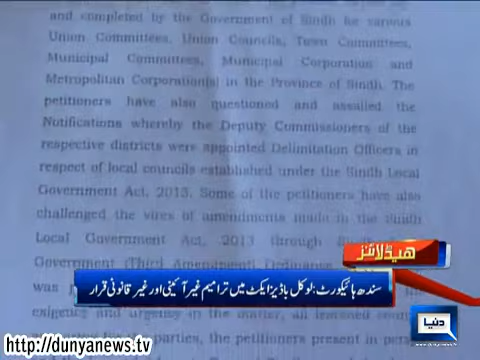 and completed by the Government of Sindh for various
Union Committees, Union Councils, Town Committees,
Municipal Committees, Municipal Corporation and
Metropolitan Corporation(s) in the Province of Sindh. The
petitioners have also questioned and assailed the
Notifications whereby the Deputy Commissioners of the
respective districts were appointed Delimitation Officers in
respect of local councils established under the Sindh Local
Government Act, 2013. Some of the petitioners have also
challenged the vires of amendments made in the Sindh
Local Government Act, 2013 through
Government (Third Amendment) Ordinance
was
exigency and urgency in the matter, all learned
the parties, the petitioners present in
ہیڈلائنز
سندھ ہائیکورٹ: لوکل باڈیز ایکٹ میں ترامیم غیر آئینی اور غیر قانونی قرار
دنیا
http://dunyanews.tv